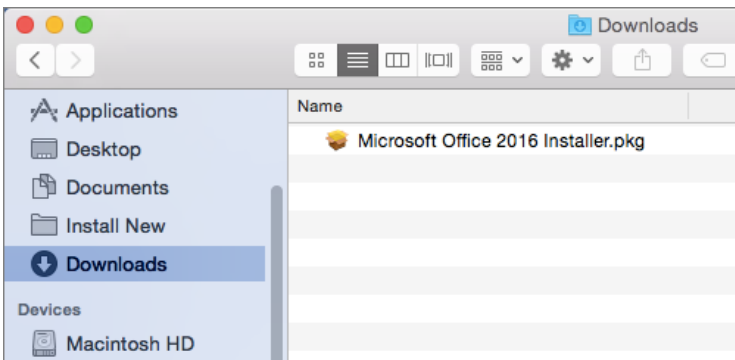 Downloads
Applications
Desktop
Documents
Install New
Downloads
Devices
Macintosh HD
Name
Microsoft Office 2016 Installer.pkg